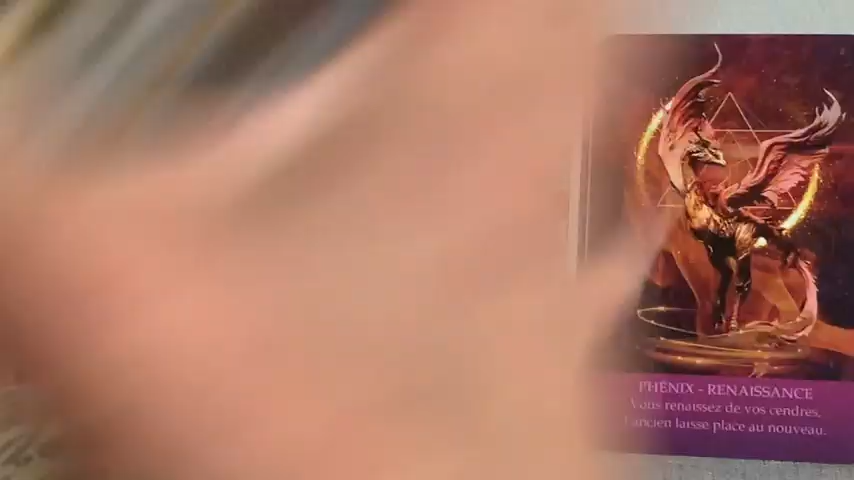 PHÉNIX - RENAISSANCE
Vous renaissez de vos cendres,
L'ancien laisse place au nouveau.